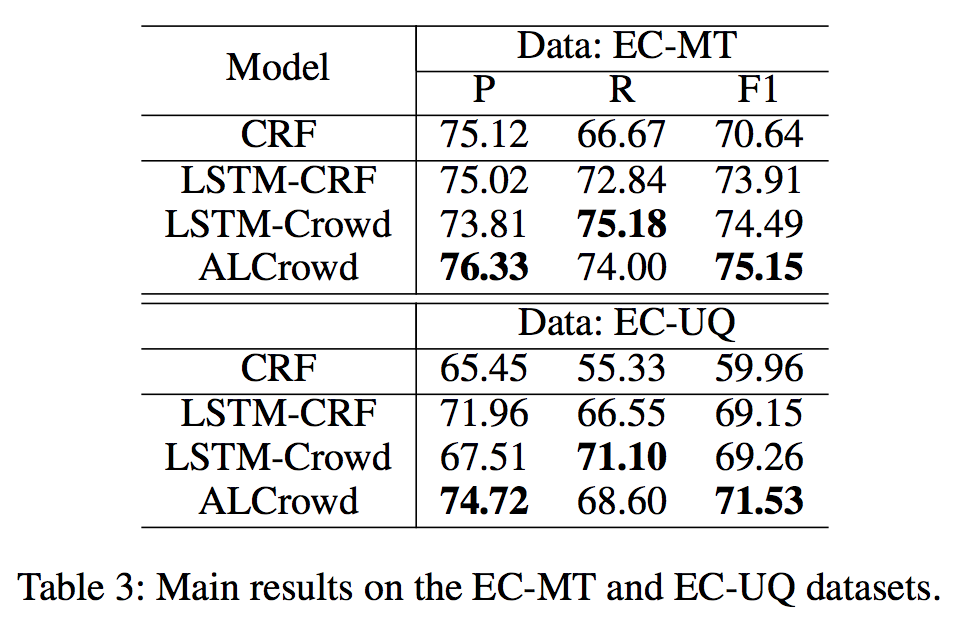 Model Data: EC-MT
P R F1
CRF 75.12 66.67 70.64
LSTM-CRF 75.02 72.84 73.91
LSTM-Crowd 73.81 75.18 74.49
ALCrowd 76.33 74.00 75.15
Data: EC-UQ
CRF 65.45 55.33 59.96
LSTM-CRF 71.96 66.55 69.15
LSTM-Crowd 67.51 71.10 69.26
ALCrowd 74.72 68.60 71.53
Table 3: Main results on the EC-MT and EC-UQ datasets.